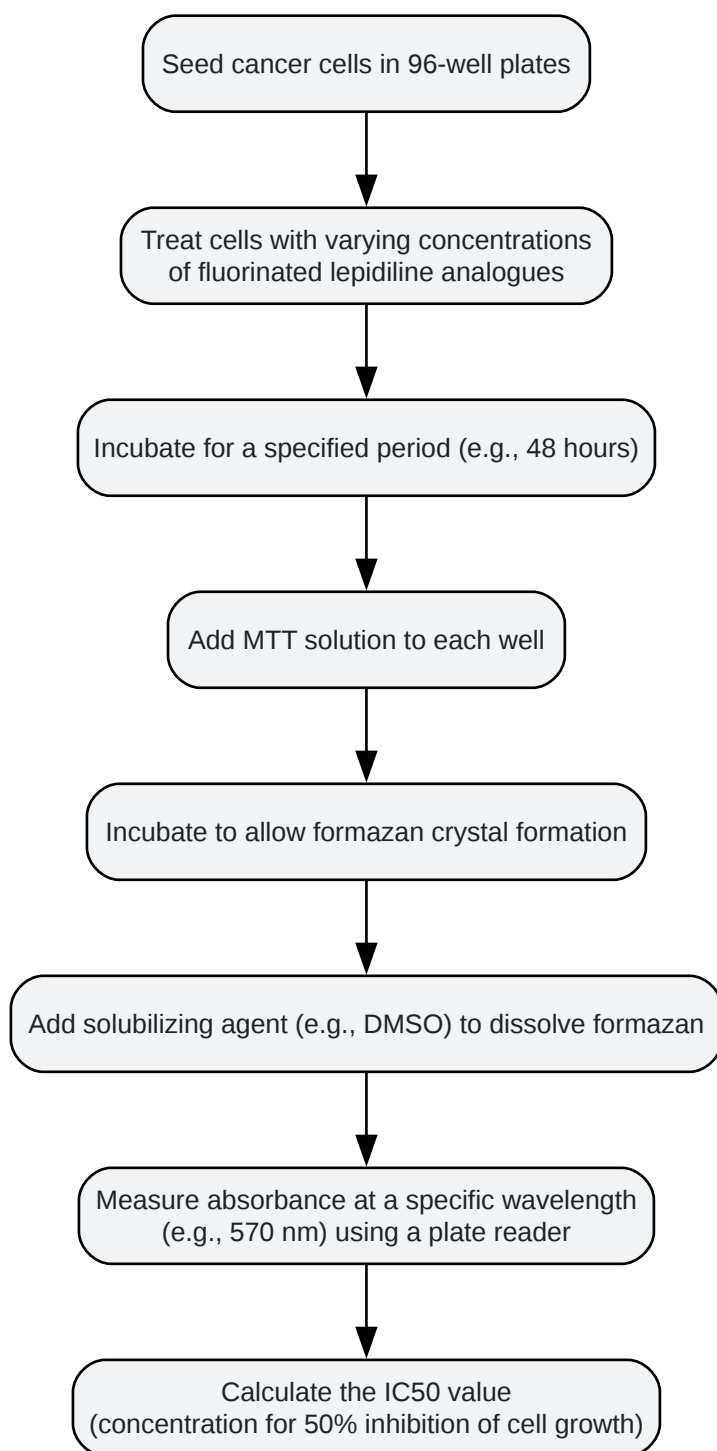 Seed cancer cells in 96-well plates
Treat cells with varying concentrations
of fluorinated lepidiline analogues
Incubate for a specified period (e.g., 48 hours)
Add MTT solution to each well
Incubate to allow formazan crystal formation
Add solubilizing agent (e.g., DMSO) to dissolve formazan
Measure absorbance at a specific wavelength
(e.g., 570 nm) using a plate reader
Calculate the IC50 value
(concentration for 50% inhibition of cell growth)